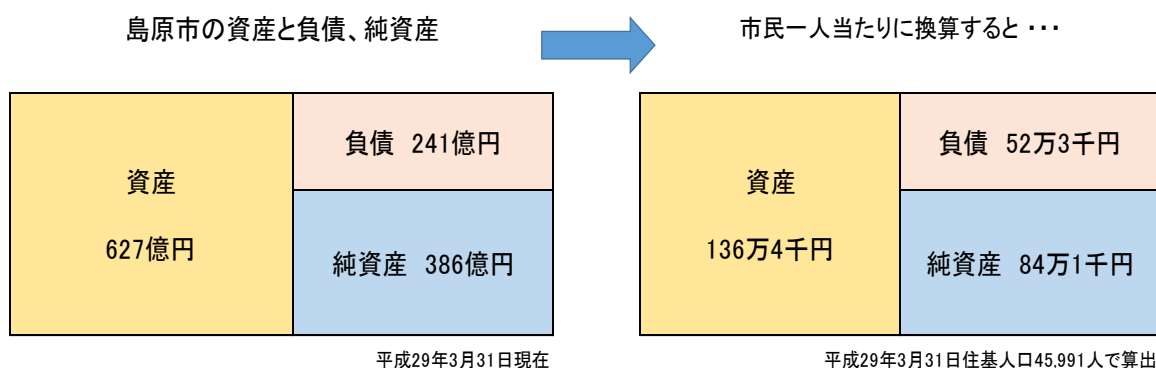 島原市の資産と負債、純資産
市民一人当たりに換算すると・・・
資産
627億円
負債 241億円
純資産 386億円
資産
136万4千円
負債 52万3千円
純資産 84万1千円
平成29年3月31日現在
平成29年3月31日住基人口45,991人で算出